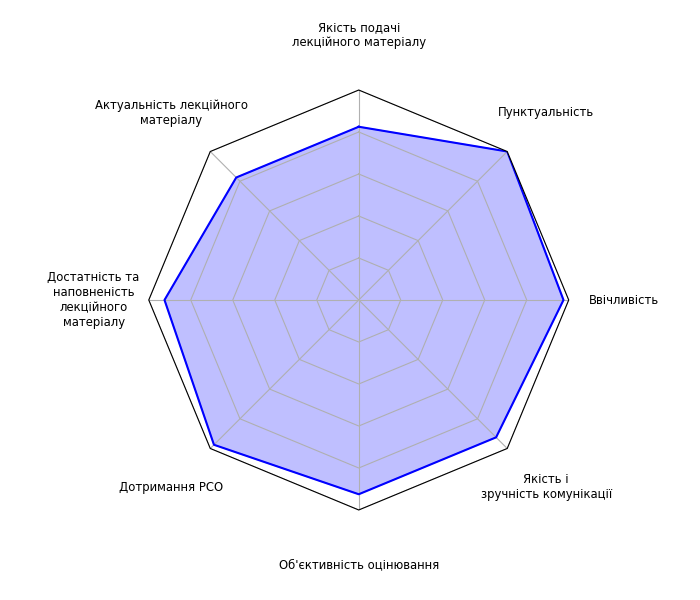 Якість подачі
лекційного матеріалу
Актуальність лекційного
матеріалу
Пунктуальність
Достатність та
наповненість
лекційного
матеріалу
Ввічливість
Дотримання РСО
Якість і
зручність комунікації
Об'єктивність оцінювання